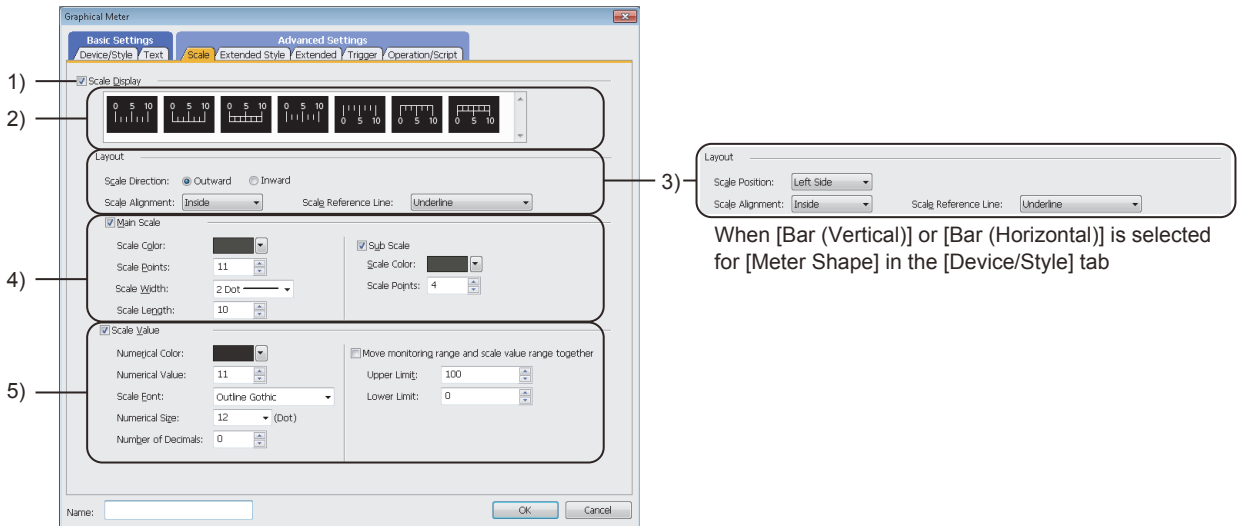 Graphical Meter
Basic Settings
Advanced Settings
Device/Style Text Scale Extended Style Extended Trigger Operation/Script
1)
Scale Display
2)
0 5 10 0 5 10 0 5 10 0 5 10 0 5 10 0 5 10 0 5 10
Layout
Scale Direction: Outward Inward
Scale Alignment: Inside Scale Reference Line: Underline
3)
Layout
Scale Position: Left Side
Scale Alignment: Inside Scale Reference Line: Underline
When [Bar (Vertical)] or [Bar (Horizontal)] is selected
for [Meter Shape] in the [Device/Style] tab
4)
Main Scale
Scale Color:
Scale Points: 11
Scale Width: 2 Dot
Scale Length: 10
Sub Scale
Scale Color:
Scale Points: 4
5)
Scale Value
Numerical Color:
Numerical Value: 11
Scale Font: Outline Gothic
Numerical Size: 12 (Dot)
Number of Decimals: 0
Move monitoring range and scale value range together
Upper Limit: 100
Lower Limit: 0
Name:
OK Cancel